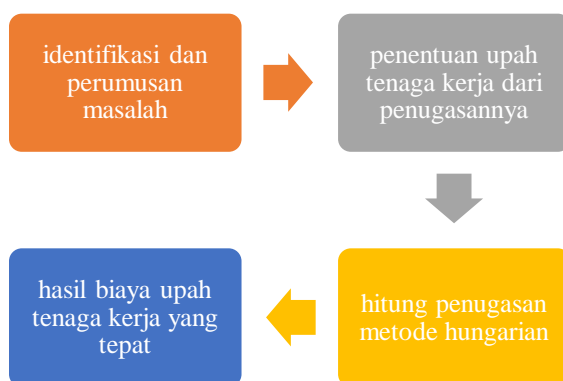 identifikasi dan
perumusan
masalah
penentuan upah
tenaga kerja dari
penugasannya
hitung penugasan
metode hungarian
hasil biaya upah
tenaga kerja yang
tepat